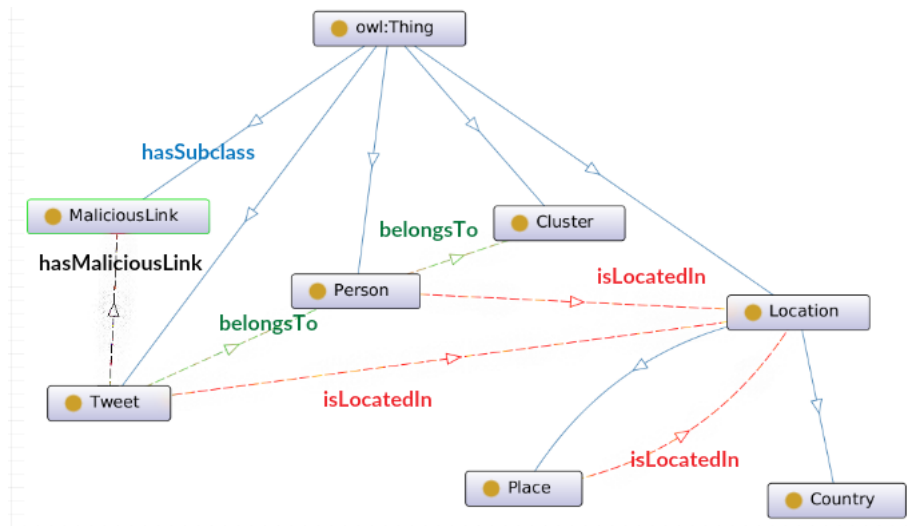 owl:Thing
hasSubclass
MaliciousLink
Cluster
belongsTo
hasMaliciousLink
isLocatedIn
Person
Location
belongsTo
Tweet
isLocatedIn
isLocatedIn
Place
Country